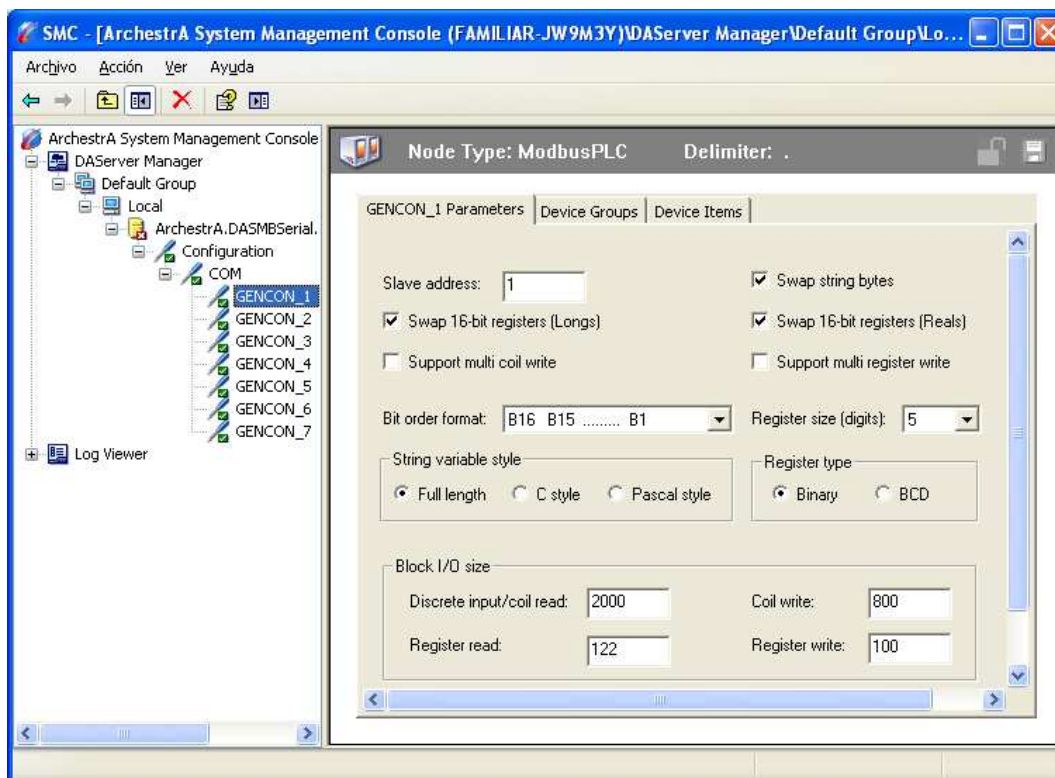 SMC - [ArchestrA System Management Console (FAMILIAR-JW9M3Y)\DAServer Manager\Default Group\Lo...
Archivo Acción Ver Ayuda
ArchestrA System Management Console
DAServer Manager
Default Group
Local
ArchestrA.DASMBSerial.
Configuration
COM
GENCON_1
GENCON_2
GENCON_3
GENCON_4
GENCON_5
GENCON_6
GENCON_7
Log Viewer
Node Type: ModbusPLC Delimiter: .
GENCON_1 Parameters Device Groups Device Items
Slave address: 1 Swap string bytes
Swap 16-bit registers (Longs) Swap 16-bit registers (Reals)
Support multi coil write Support multi register write
Bit order format: B16 B15 ......... B1 Register size (digits): 5
String variable style Register type
Full length C style Pascal style Binary BCD
Block I/O size
Discrete input/coil read: 2000 Coil write: 800
Register read: 122 Register write: 100